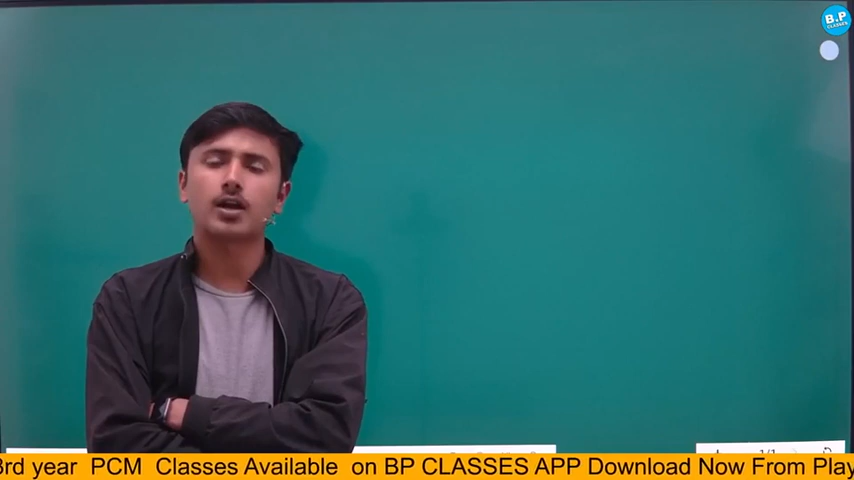 B.P
CLASSES
3rd year PCM Classes Available on BP CLASSES APP Download Now From Play